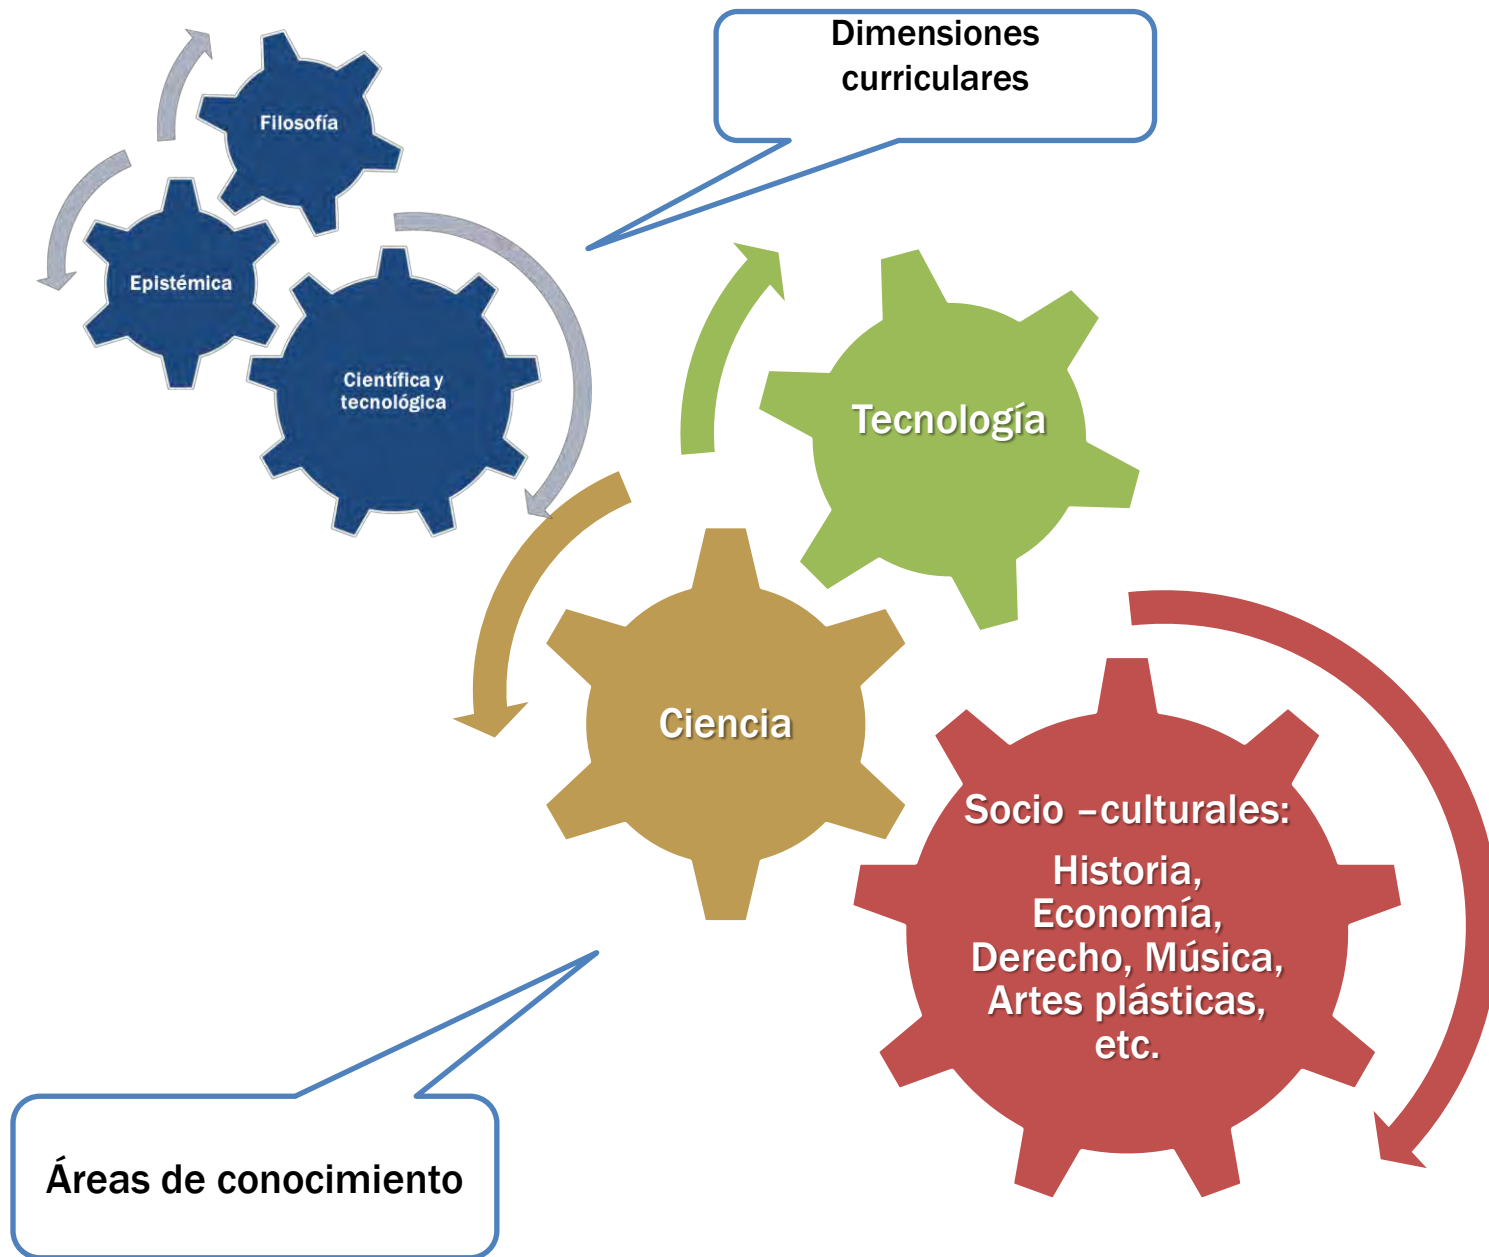 Dimensiones
curriculares
Filosofía
Epistémica
Científica y
tecnológica
Tecnología
Ciencia
Socio –culturales:
Historia,
Economía,
Derecho, Música,
Artes plásticas,
etc.
Áreas de conocimiento